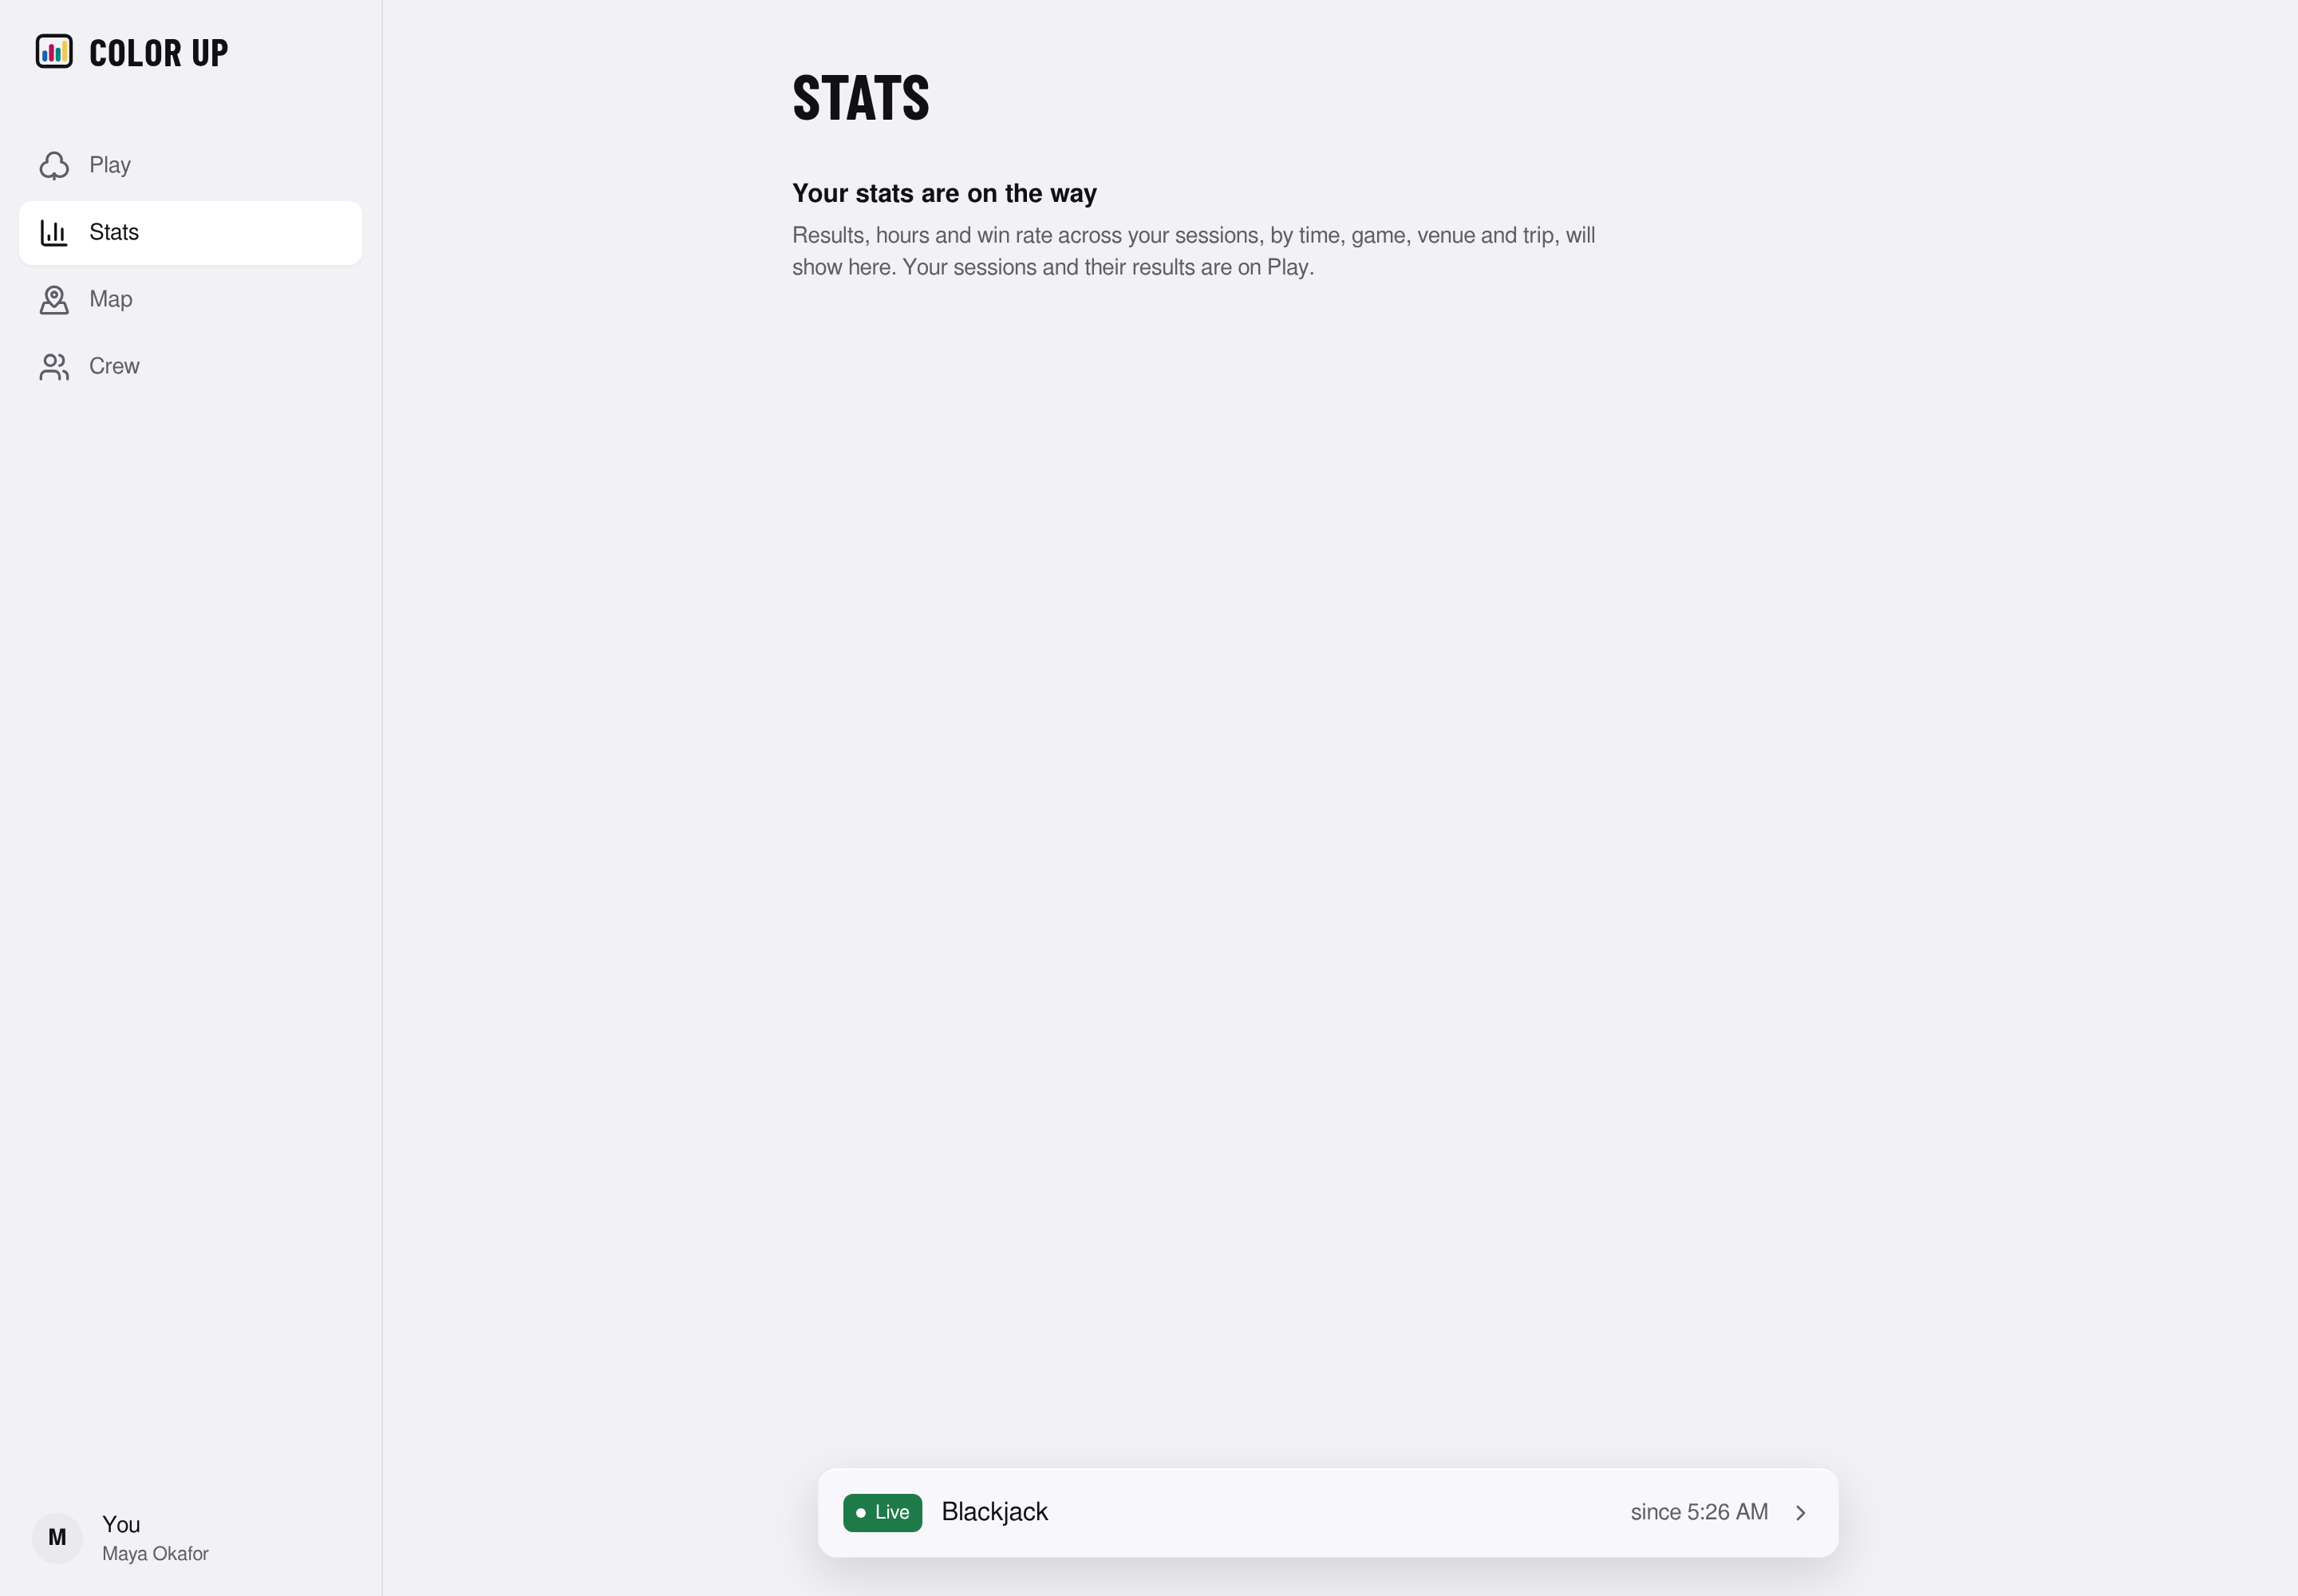 COLOR UP
Play
Stats
Map
Crew
You
M
Maya Okafor
STATS
Your stats are on the way
Results, hours and win rate across your sessions, by time, game, venue and trip, will
show here. Your sessions and their results are on Play.
Live
Blackjack
since 5:26 AM